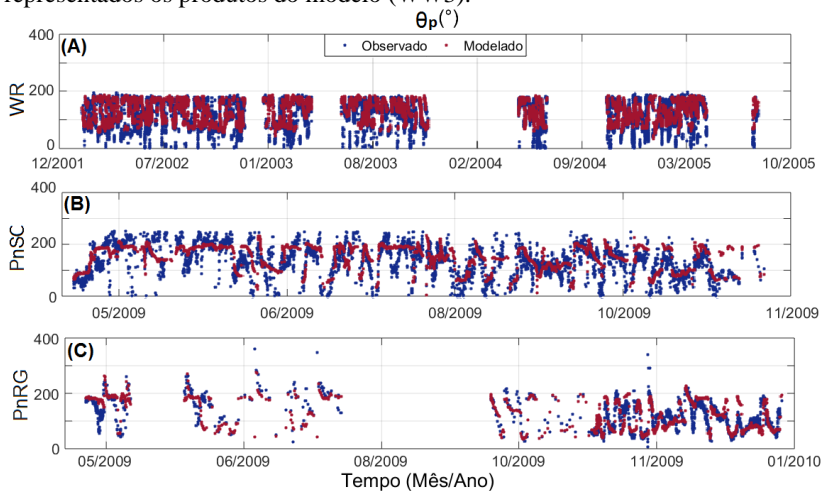 representados os produtos do modelo (WW3).
θp(°)
Observado Modelado
(A)
WR
400
200
0
12/2001 07/2002 01/2003 08/2003 02/2004 09/2004 03/2005 10/2005
(B)
PnSC
400
200
0
05/2009 06/2009 08/2009 10/2009 11/2009
(C)
PnRG
400
200
0
05/2009 06/2009 08/2009 10/2009 11/2009 01/2010
Tempo (Mês/Ano)